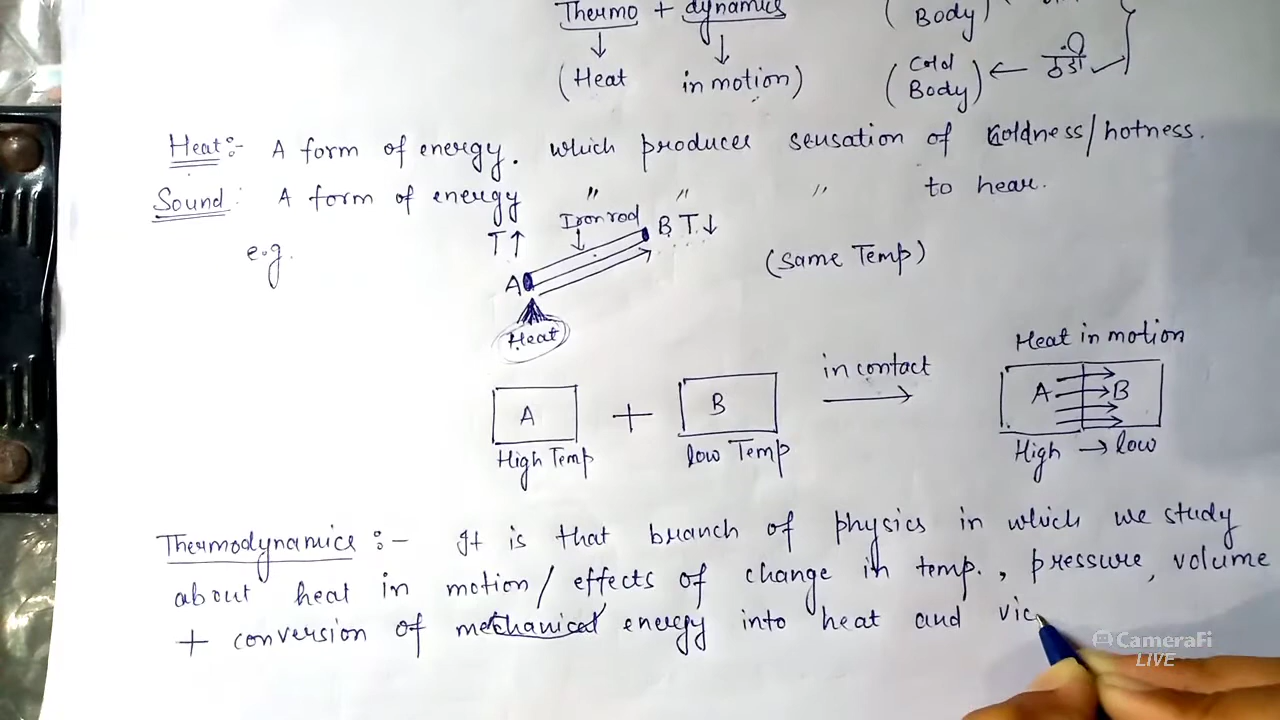 Thermo + dynamics
(Body)
(Heat in motion)
(Cold Body) ← ठंडी
Heat:- A form of energy. which produces sensation of coldness/hotness.
Sound: A form of energy " " " to hear.
e.g.
Iron rod
T↑
B T↓
A
(Same Temp)
Heat
Heat in motion
in contact
A + B → A B
High Temp low Temp High → low
Thermodynamics :- It is that branch of physics in which we study
about heat in motion/effects of change in temp., pressure, volume
+ conversion of mechanical energy into heat and vic
CameraFi
LIVE